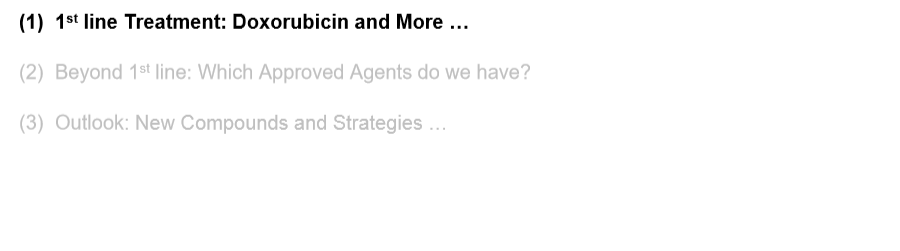 (1) 1st line Treatment: Doxorubicin and More …
(2) Beyond 1st line: Which Approved Agents do we have?
(3) Outlook: New Compounds and Strategies …